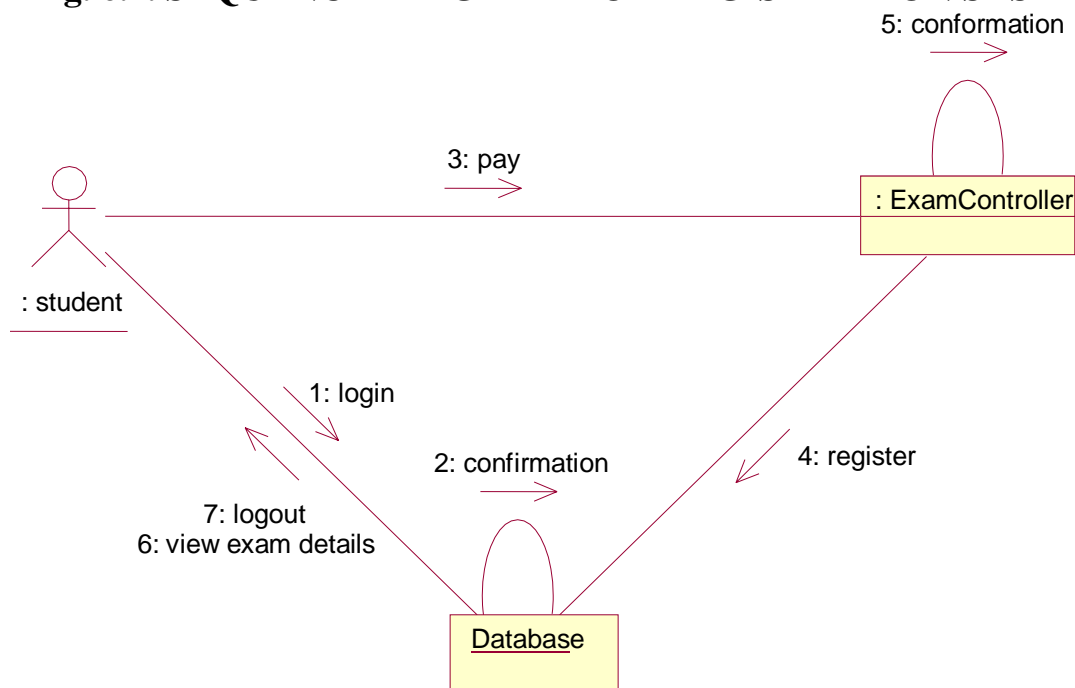 5: conformation
3: pay
: ExamController
: student
1: login
2: confirmation
4: register
7: logout
6: view exam details
Database